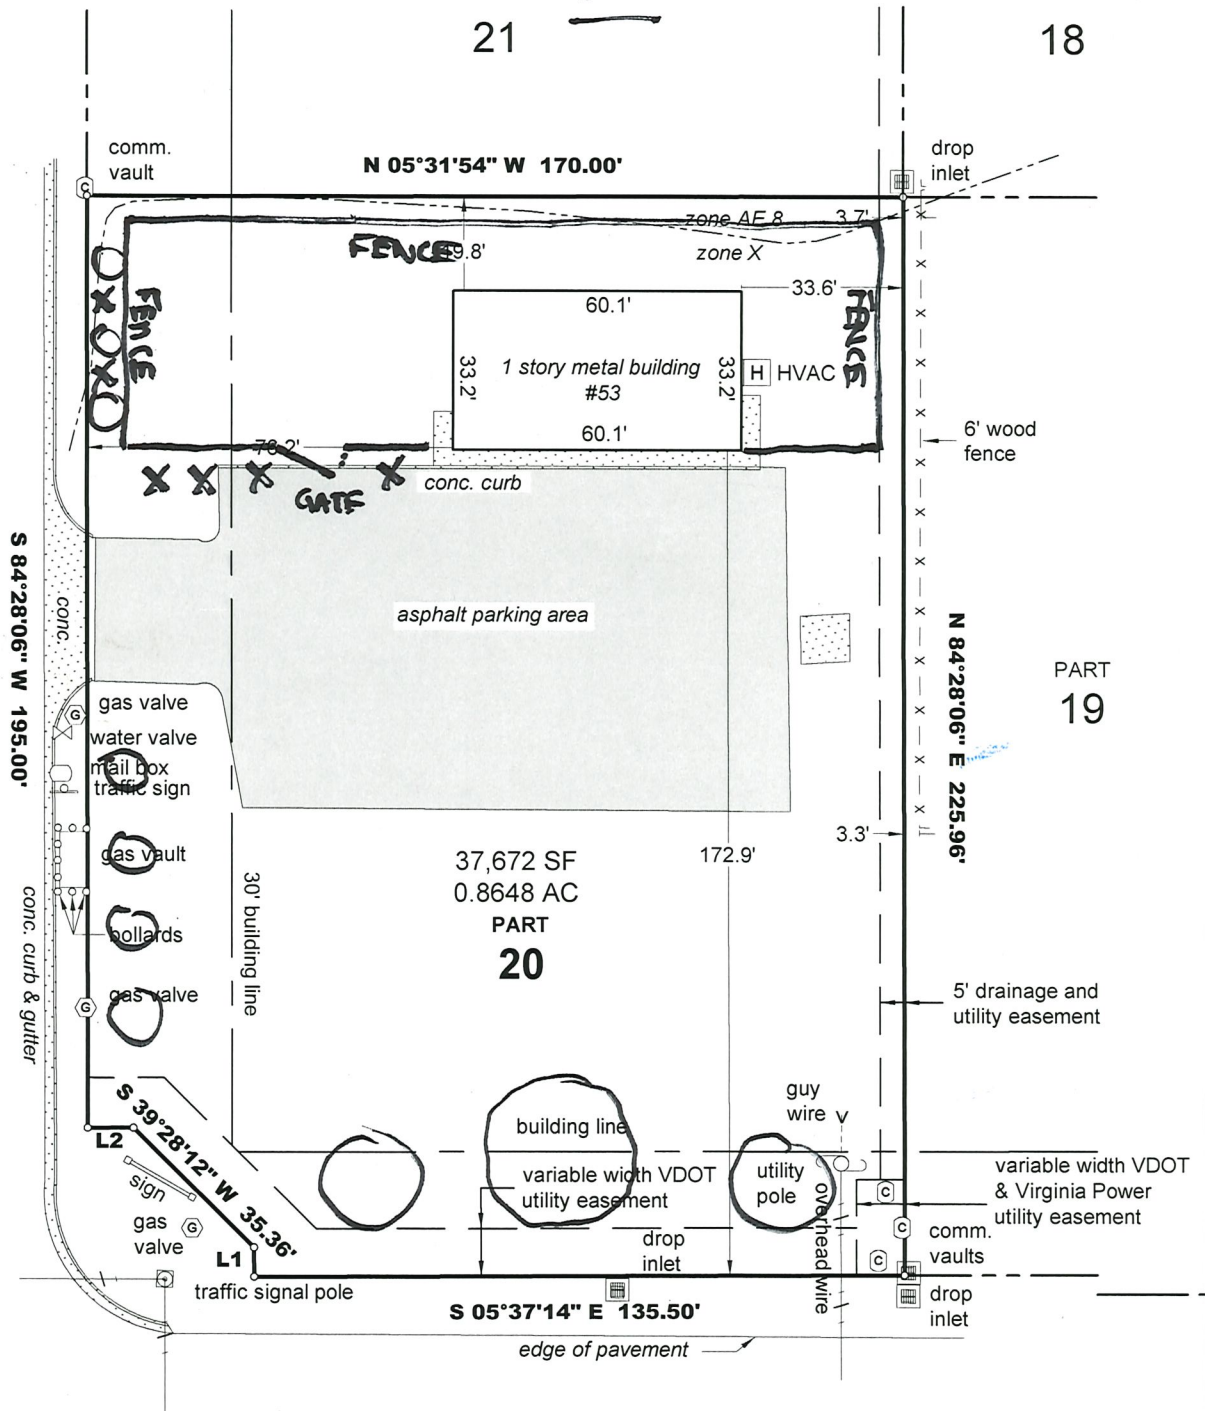 21
18
comm.
vault
N 05°31'54" W 170.00'
drop
inlet
C
zone AE 8
3.7'
FENCE
49.8'
zone X
33.6'
60.1'
FENCE
FENCE
X
X
33.2'
1 story metal building
#53
33.2'
H HVAC
60.1'
76.2'
6' wood
fence
X X X X
GATE
conc. curb
S 84°28'06" W 195.00'
conc.
asphalt parking area
N 84°28'06" E 225.96'
PART
19
gas valve
G
water valve
mail box
traffic sign
gas vault
bollards
gas valve
G
conc. curb & gutter
30' building line
37,672 SF
0.8648 AC
PART
20
172.9'
3.3'
5' drainage and
utility easement
S 39°28'12" W 35.36'
L2
sign
gas
valve
G
L1
traffic signal pole
building line
variable width VDOT
utility easement
guy
wire
utility
pole
overhead wire
C
C
C
variable width VDOT
& Virginia Power
utility easement
comm.
vaults
drop
inlet
drop
inlet
S 05°37'14" E 135.50'
edge of pavement